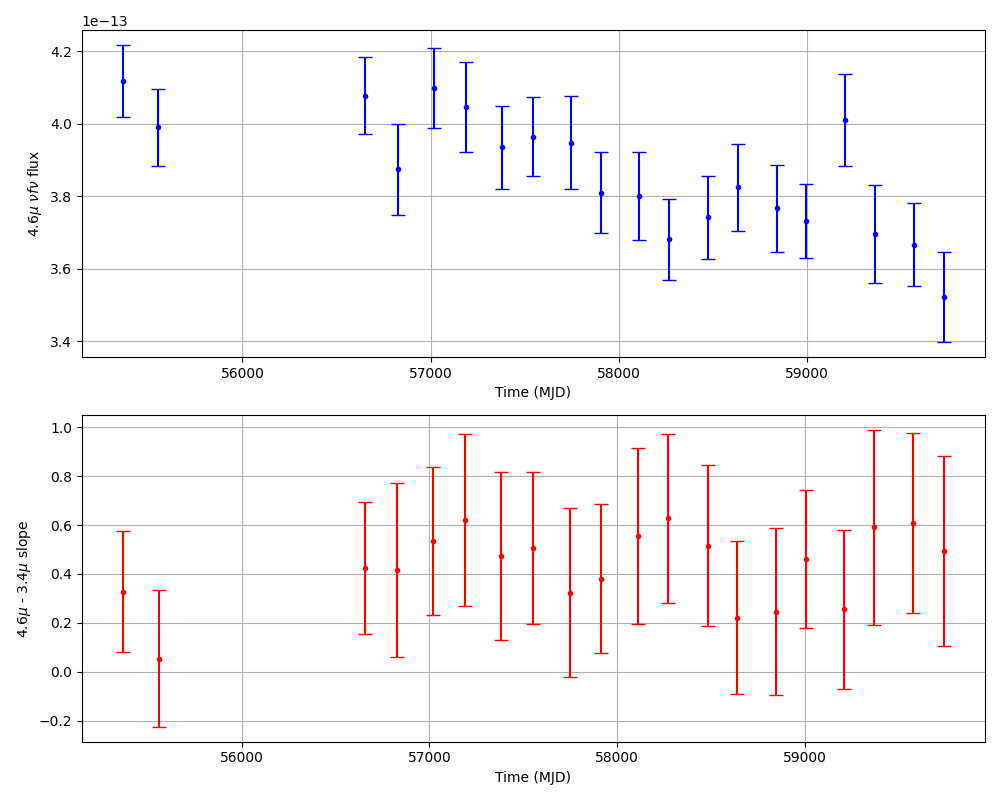 1e−13
4.2
4.0
3.8
3.6
3.4
4.6μ νfν flux
56000 57000 58000 59000
Time (MJD)
1.0
0.8
0.6
0.4
0.2
0.0
−0.2
4.6μ - 3.4μ slope
56000 57000 58000 59000
Time (MJD)